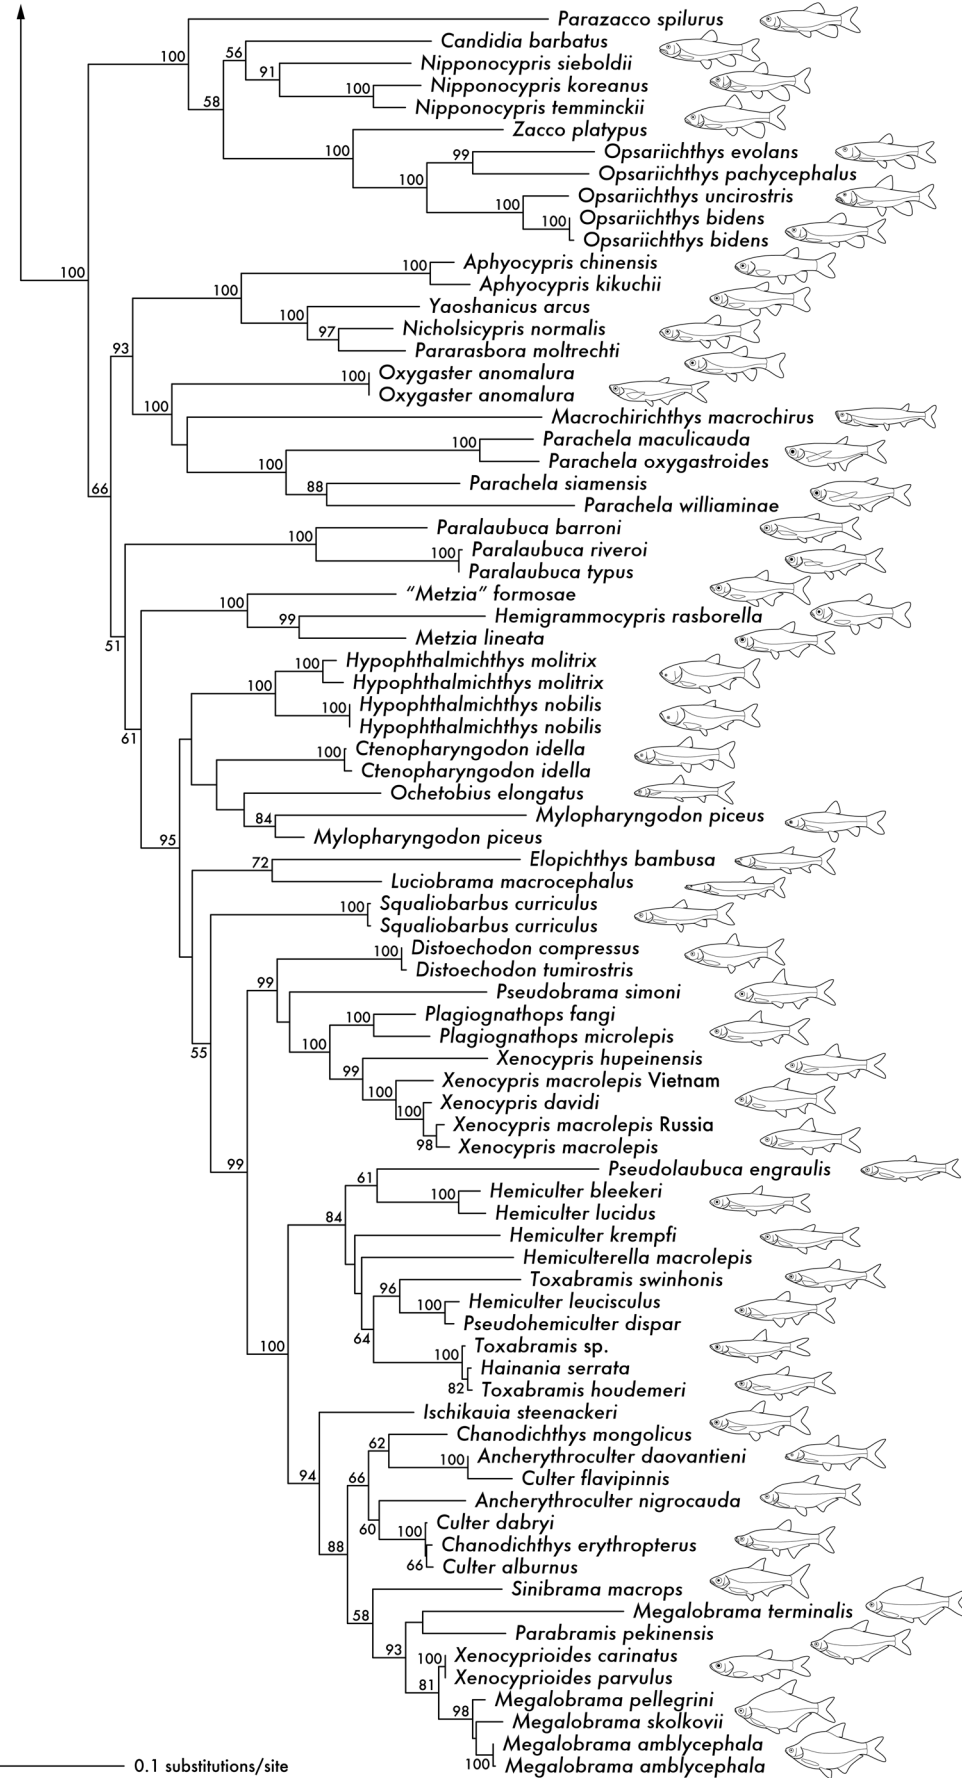 Parazacco spilurus
100
Candidia barbatus
56
Nipponocypris sieboldii
91
Nipponocypris koreanus
100
58
Nipponocypris temminckii
Zacco platypus
100
Opsariichthys evolans
99
Opsariichthys pachycephalus
100
Opsariichthys uncirostris
100
Opsariichthys bidens
100
Opsariichthys bidens
Aphyocypris chinensis
100
100
Aphyocypris kikuchii
100
Yaoshanicus arcus
100
Nicholsicypris normalis
97
93
Pararasbora moltrechti
Oxygaster anomalura
100
Oxygaster anomalura
100
Macrochirichthys macrochirus
Parachela maculicauda
100
Parachela oxygastroides
100
Parachela siamensis
88
66
Parachela williaminae
Paralaubuca barroni
100
Paralaubuca riveroi
100
Paralaubuca typus
"Metzia" formosae
100
Hemigrammocypris rasborella
99
Metzia lineata
51
Hypophthalmichthys molitrix
100
Hypophthalmichthys molitrix
100
Hypophthalmichthys nobilis
100
Hypophthalmichthys nobilis
61
Ctenopharyngodon idella
100
Ctenopharyngodon idella
Ochetobius elongatus
Mylopharyngodon piceus
84
Mylopharyngodon piceus
95
Elopichthys bambusa
72
Luciobrama macrocephalus
Squaliobarbus curriculus
100
Squaliobarbus curriculus
Distoechodon compressus
100
Distoechodon tumirostris
99
Pseudobrama simoni
Plagiognathops fangi
100
Plagiognathops microlepis
100
55
Xenocypris hupeinensis
99
Xenocypris macrolepis Vietnam
100
Xenocypris davidi
100
Xenocypris macrolepis Russia
98
Xenocypris macrolepis
99
Pseudolaubuca engraulis
61
Hemiculter bleekeri
100
Hemiculter lucidus
84
Hemiculter krempfi
Hemiculterella macrolepis
Toxabramis swinhonis
96
Hemiculter leucisculus
100
Pseudohemiculter dispar
64
Toxabramis sp.
100
100
Hainania serrata
82
Toxabramis houdemeri
Ischikauia steenackeri
Chanodichthys mongolicus
62
Ancherythroculter daovantieni
100
94
66
Culter flavipinnis
Ancherythroculter nigrocauda
60
Culter dabryi
100
88
Chanodichthys erythropterus
66
Culter alburnus
Sinibrama macrops
58
Megalobrama terminalis
Parabramis pekinensis
93
Xenocyprioides carinatus
100
Xenocyprioides parvulus
81
Megalobrama pellegrini
98
Megalobrama skolkovii
Megalobrama amblycephala
100
Megalobrama amblycephala
0.1 substitutions/site